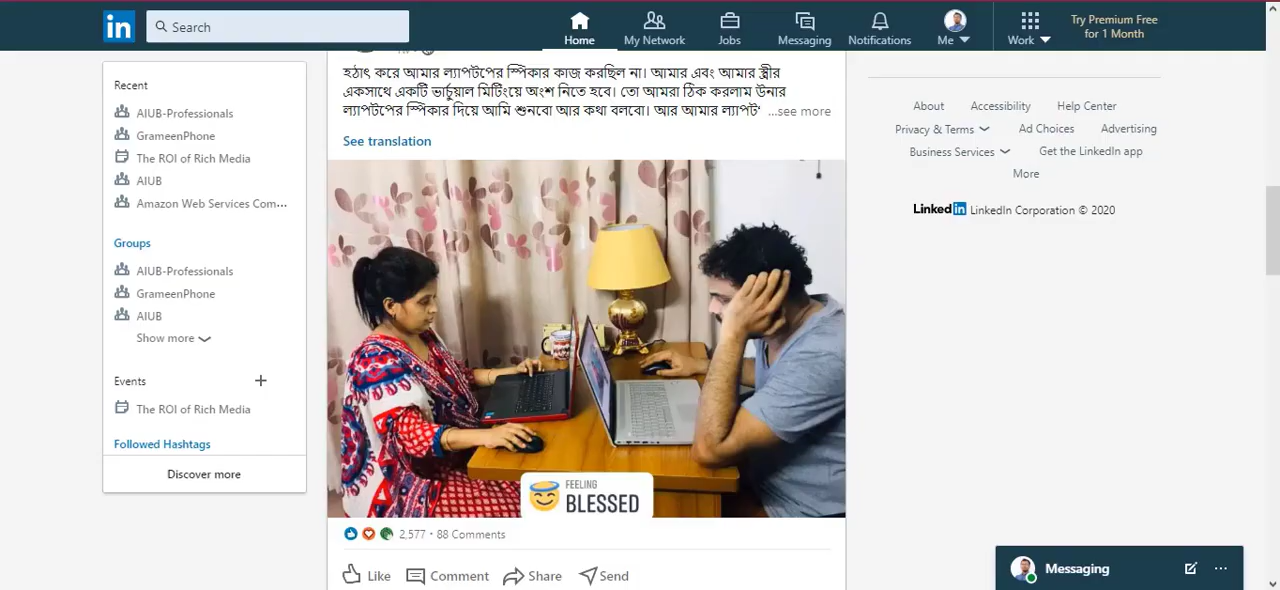 in
Search
Home
My Network
Jobs
Messaging
Notifications
Me
Work
Try Premium Free
for 1 Month
Recent
AIUB-Professionals
GrameenPhone
The ROI of Rich Media
AIUB
Amazon Web Services Com...
Groups
AIUB-Professionals
GrameenPhone
AIUB
Show more
Events
The ROI of Rich Media
Followed Hashtags
Discover more
হঠাৎ করে আমার ল্যাপটপের স্পিকার কাজ করছিল না। আমার এবং আমার স্ত্রীর
একসাথে একটি ভার্চুয়াল মিটিংয়ে অংশ নিতে হবে। তো আমরা ঠিক করলাম উনার
ল্যাপটপের স্পিকার দিয়ে আমি শুনবো আর কথা বলবো। আর আমার ল্যাপট ...see more
See translation
FEELING
BLESSED
2,577 • 88 Comments
Like
Comment
Share
Send
About
Accessibility
Help Center
Privacy & Terms
Ad Choices
Advertising
Business Services
Get the LinkedIn app
More
LinkedIn LinkedIn Corporation © 2020
Messaging